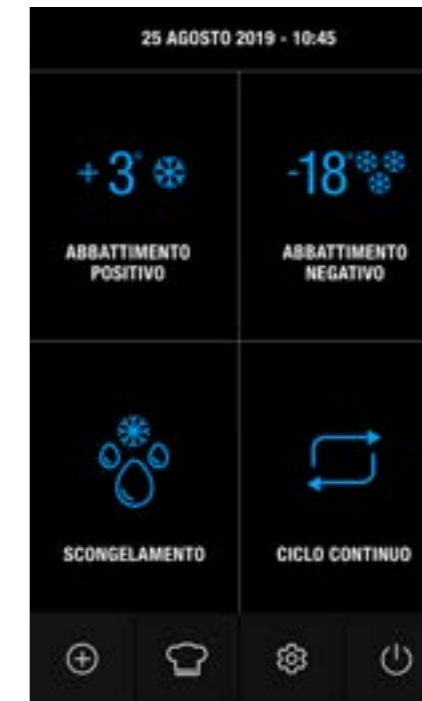 25 AGOSTO 2019 - 10:45
+3°
-18°
ABBATTIMENTO
POSITIVO
ABBATTIMENTO
NEGATIVO
SCONGELAMENTO
CICLO CONTINUO